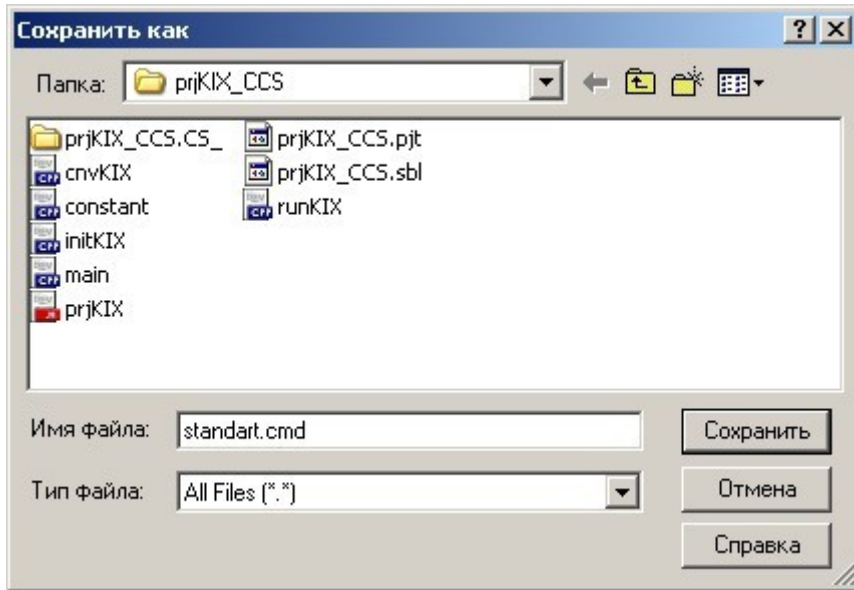 Сохранить как
Папка: prjKIX_CCS
prjKIX_CCS.CS_
cnvKIX
constant
initKIX
main
prjKIX
prjKIX_CCS.pjt
prjKIX_CCS.sbl
runKIX
Имя файла: standart.cmd Сохранить
Тип файла: All Files (*.*) Отмена
Справка